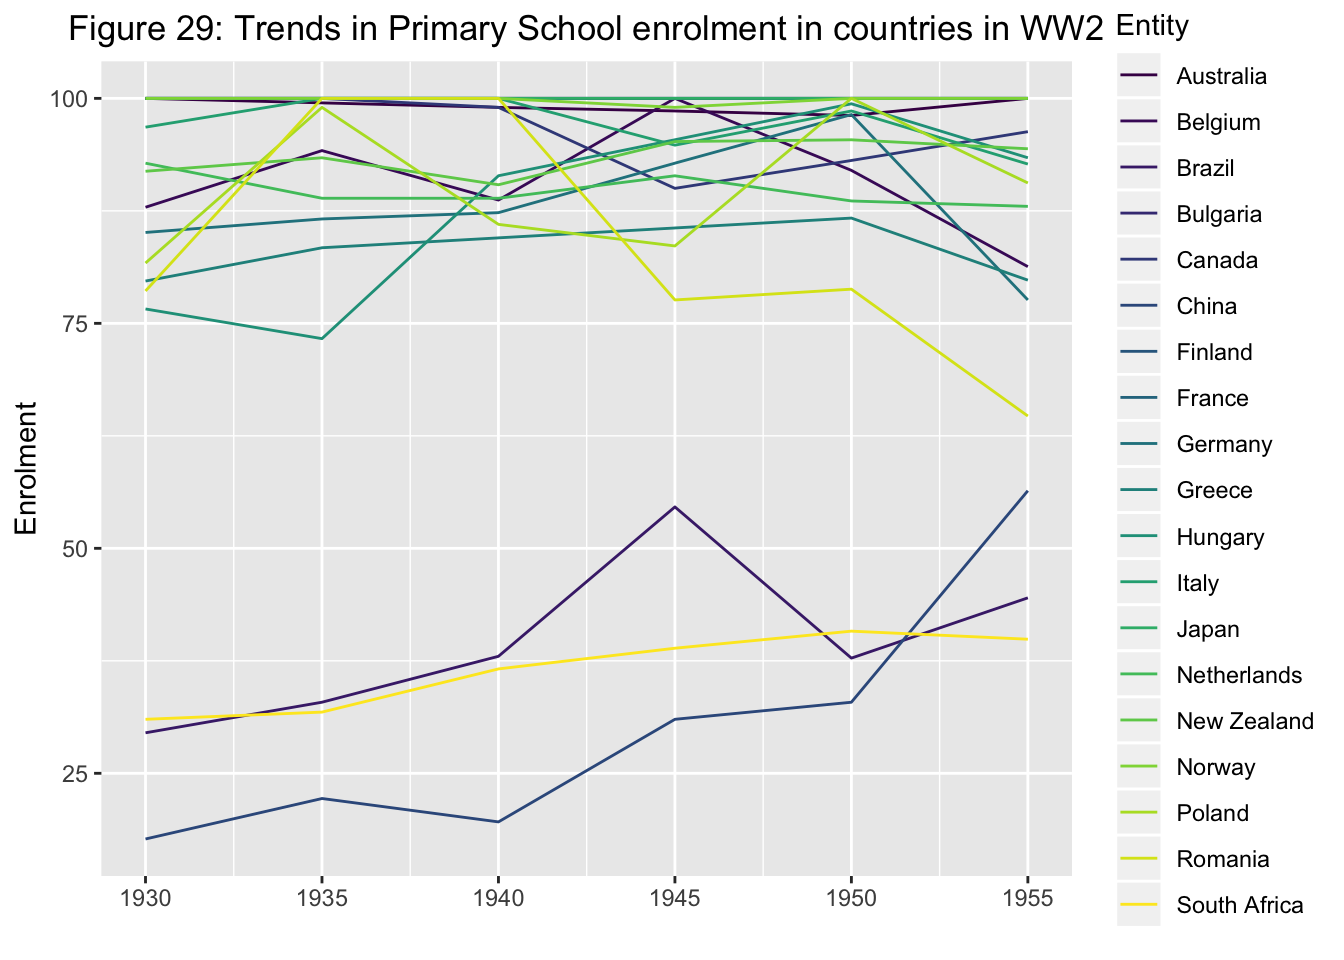 Figure 29: Trends in Primary School enrolment in countries in WW2
Entity
Australia
Belgium
Brazil
Bulgaria
Canada
China
Finland
France
Germany
Greece
Hungary
Italy
Japan
Netherlands
New Zealand
Norway
Poland
Romania
South Africa
Enrolment
100
75
50
25
1930 1935 1940 1945 1950 1955